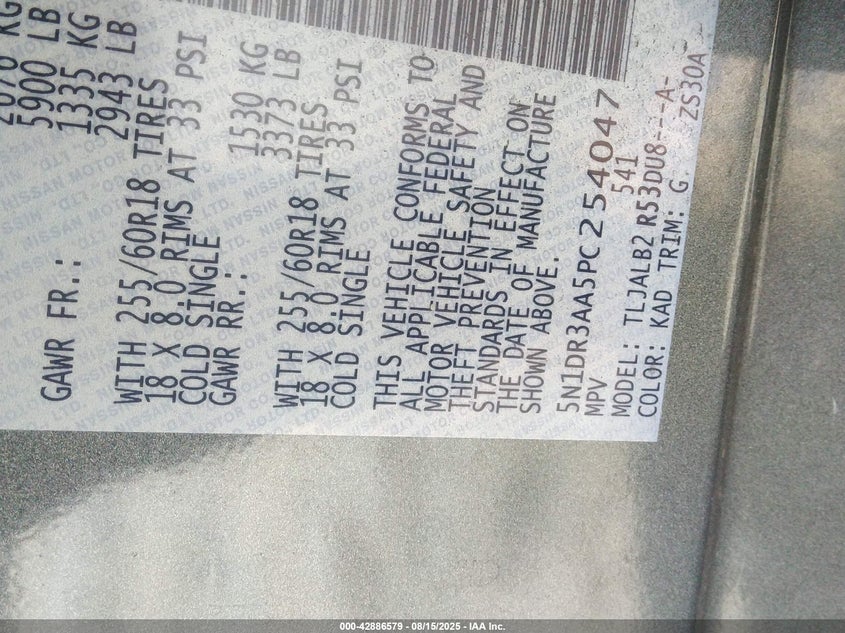 5900 LB
1335 KG
2943 LB
GAWR FR.:
WITH 255/60R18 TIRES
18 X 8.0 RIMS AT 33 PSI
COLD SINGLE
GAWR RR.: 1530 KG
3373 LB
WITH 255/60R18 TIRES
18 X 8.0 RIMS AT 33 PSI
COLD SINGLE
THIS VEHICLE CONFORMS TO
ALL APPLICABLE FEDERAL
MOTOR VEHICLE SAFETY AND
THEFT PREVENTION
STANDARDS IN EFFECT ON
THE DATE OF MANUFACTURE
SHOWN ABOVE.
5N1DR3AA5PC254047
MPV 541
MODEL: TLJALB2 R53DU8---A-
COLOR: KAD TRIM: G ZS30A
000-42886579 - 08/15/2025 - IAA Inc.